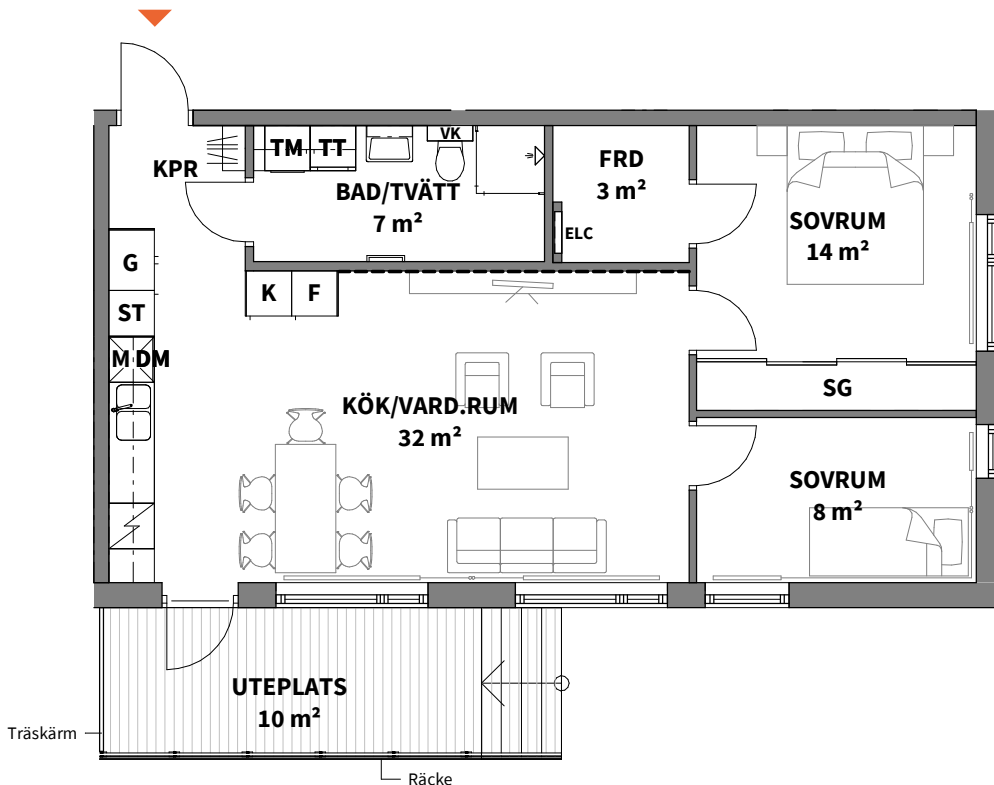 VK
TM TT
KPR
FRD
3 m²
BAD/TVÄTT
7 m²
SOVRUM
14 m²
ELC
G
K F
ST
M DM
SG
KÖK/VARD.RUM
32 m²
SOVRUM
8 m²
UTEPLATS
10 m²
Träskärm
Räcke